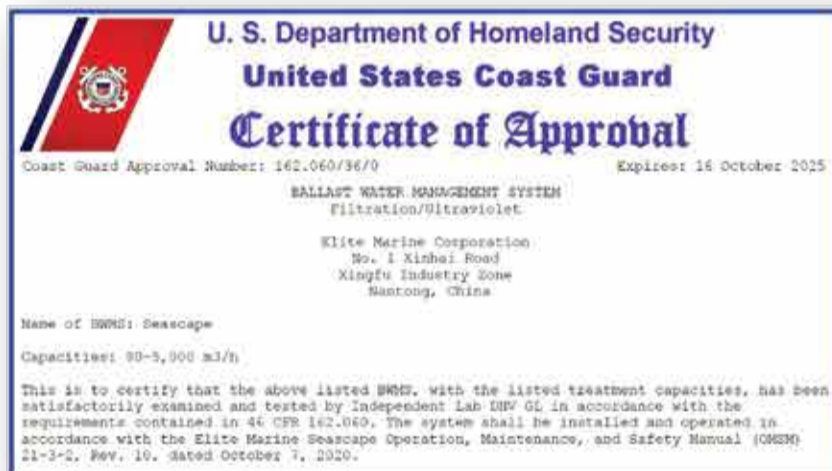 U. S. Department of Homeland Security
United States Coast Guard
Certificate of Approval
Coast Guard Approval Number: 162.060/36/0 Expires: 16 October 2025
BALLAST WATER MANAGEMENT SYSTEM
Filtration/Ultraviolet
Elite Marine Corporation
No. 1 Xinhai Road
Xingfu Industry Zone
Nantong, China
Name of BWMS: Seascape
Capacities: 90-5,000 m3/h
This is to certify that the above listed BWMS, with the listed treatment capacities, has been
satisfactorily examined and tested by Independent Lab DNV GL in accordance with the
requirements contained in 46 CFR 162.060. The system shall be installed and operated in
accordance with the Elite Marine Seascape Operation, Maintenance, and Safety Manual (OMSM)
21-3-2, Rev. 10, dated October 7, 2020.